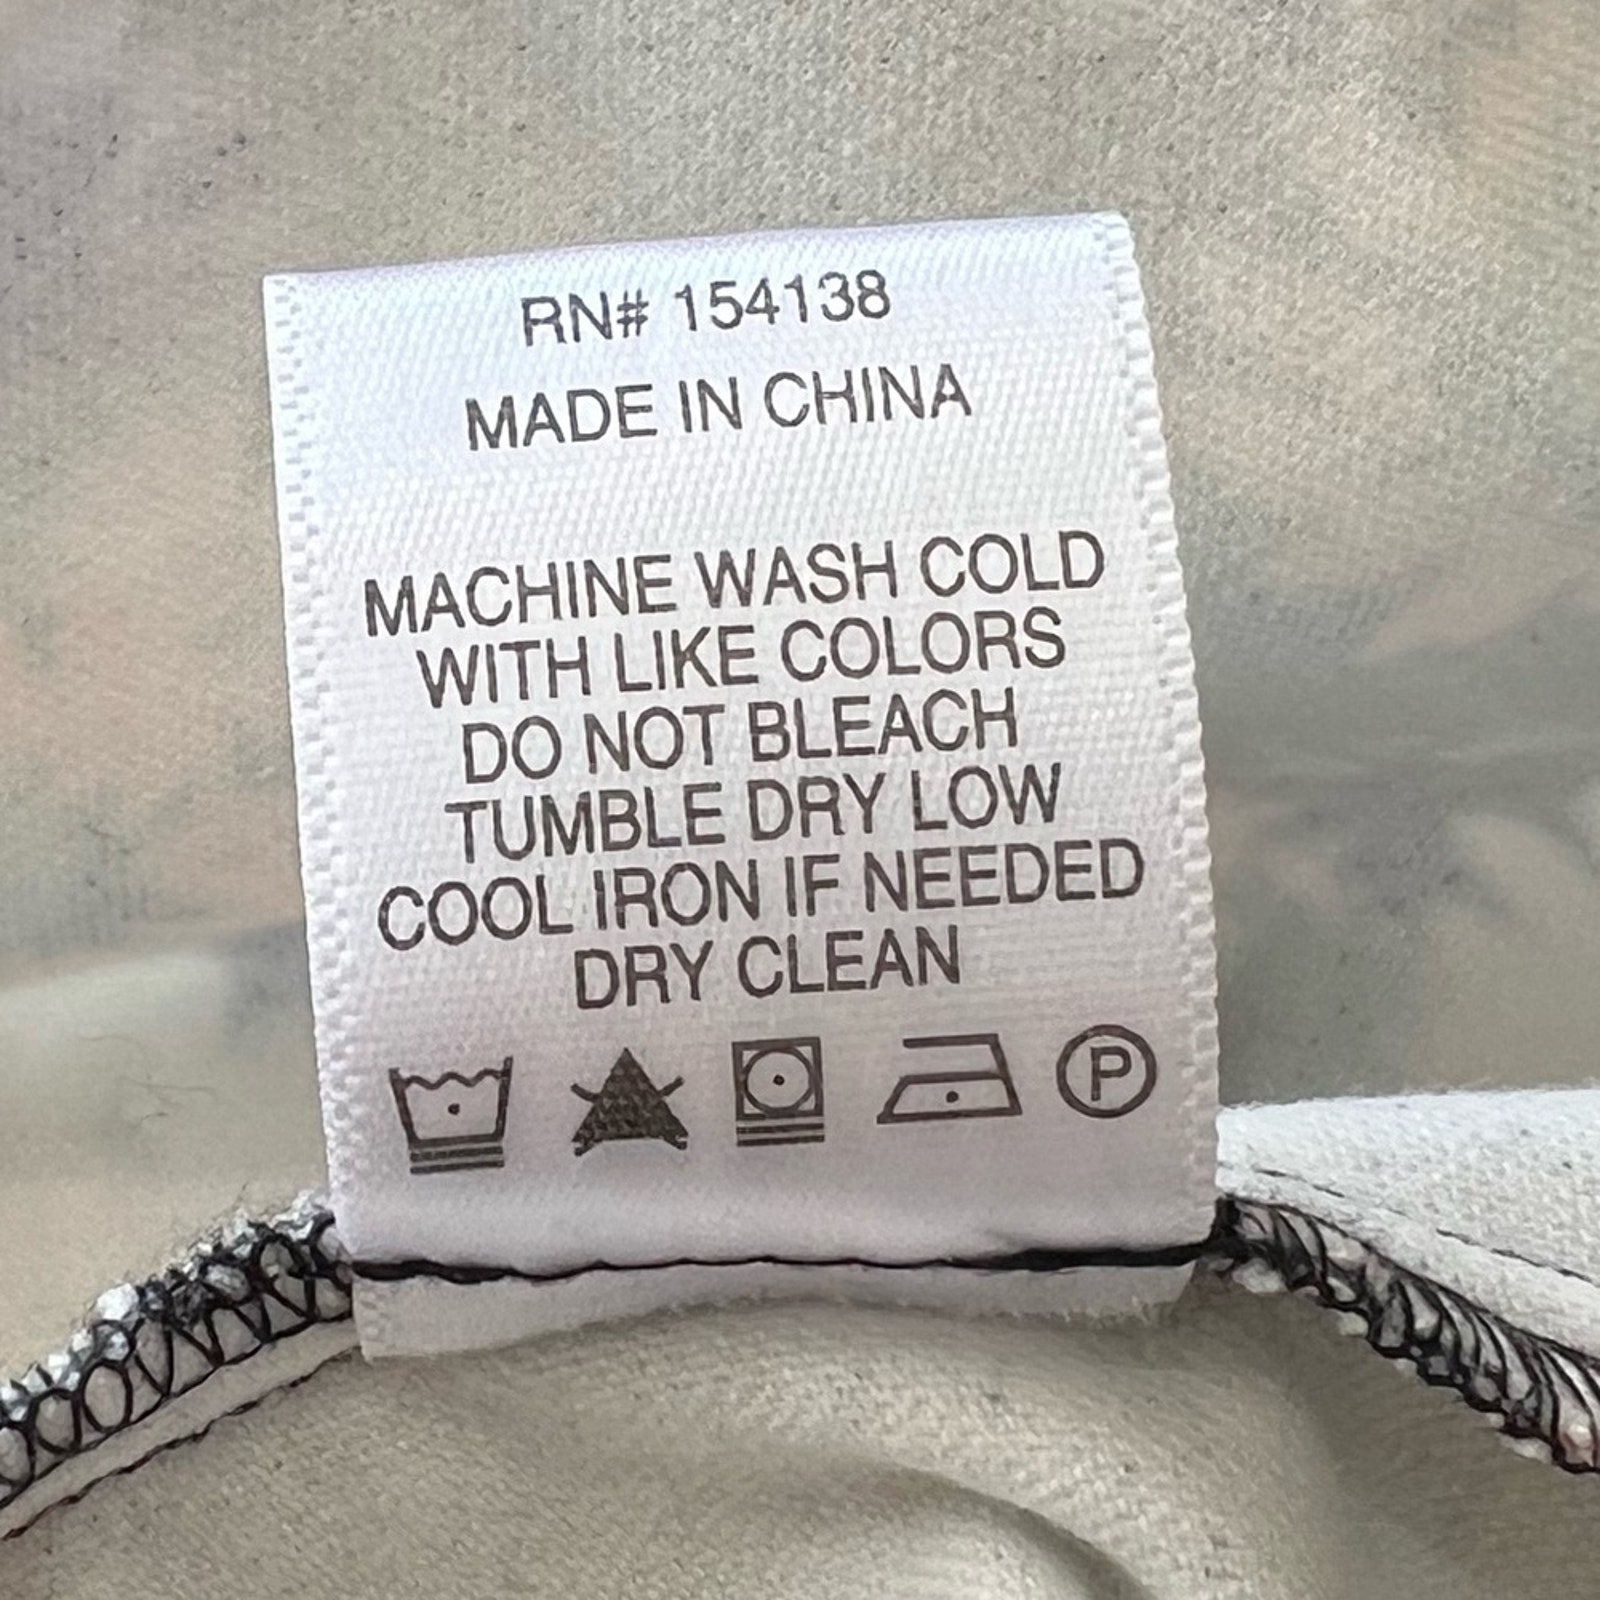 RN# 154138
MADE IN CHINA
MACHINE WASH COLD
WITH LIKE COLORS
DO NOT BLEACH
TUMBLE DRY LOW
COOL IRON IF NEEDED
DRY CLEAN
P